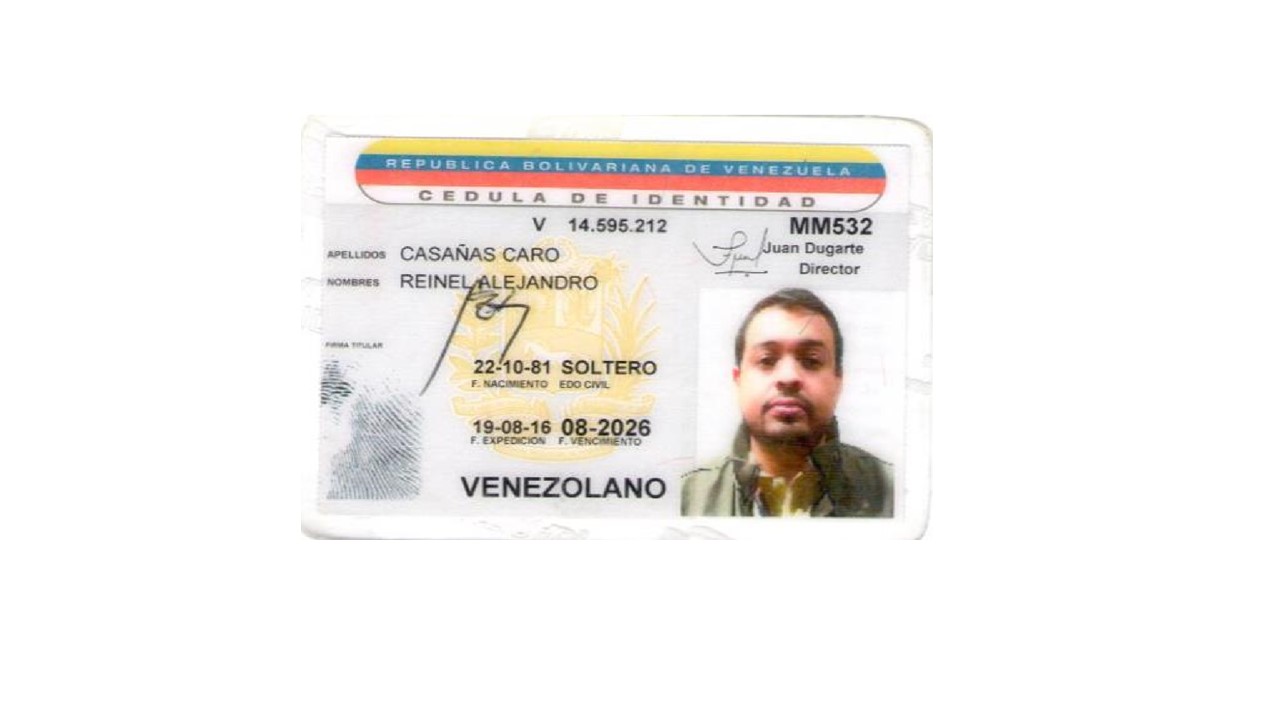 REPUBLICA BOLIVARIANA DE VENEZUELA
CEDULA DE IDENTIDAD
V 14.595.212 MM532
Juan Dugarte
Director
APELLIDOS CASAÑAS CARO
NOMBRES REINEL ALEJANDRO
FIRMA TITULAR
22-10-81 SOLTERO
F. NACIMIENTO EDO CIVIL
19-08-16 08-2026
F. EXPEDICION F. VENCIMIENTO
VENEZOLANO